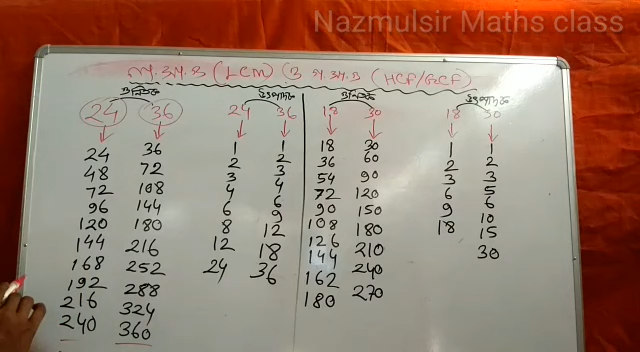 Nazmulsir Maths class
ল.সা.গু (LCM) ও গ.সা.গু (HCF/GCF)
গুণিতক উৎপাদক গুণিতক উৎপাদক
24 36 24 36 18 30 18 30
24 36 1 1 18 30 1 1
48 72 2 2 36 60 2 2
72 108 3 3 54 90 3 3
96 144 4 4 72 120 6 5
120 180 6 6 90 150 9 6
144 216 8 9 108 180 18 10
168 252 12 12 126 210 15
192 288 24 18 144 240 30
216 324 36 162 270
240 360 180